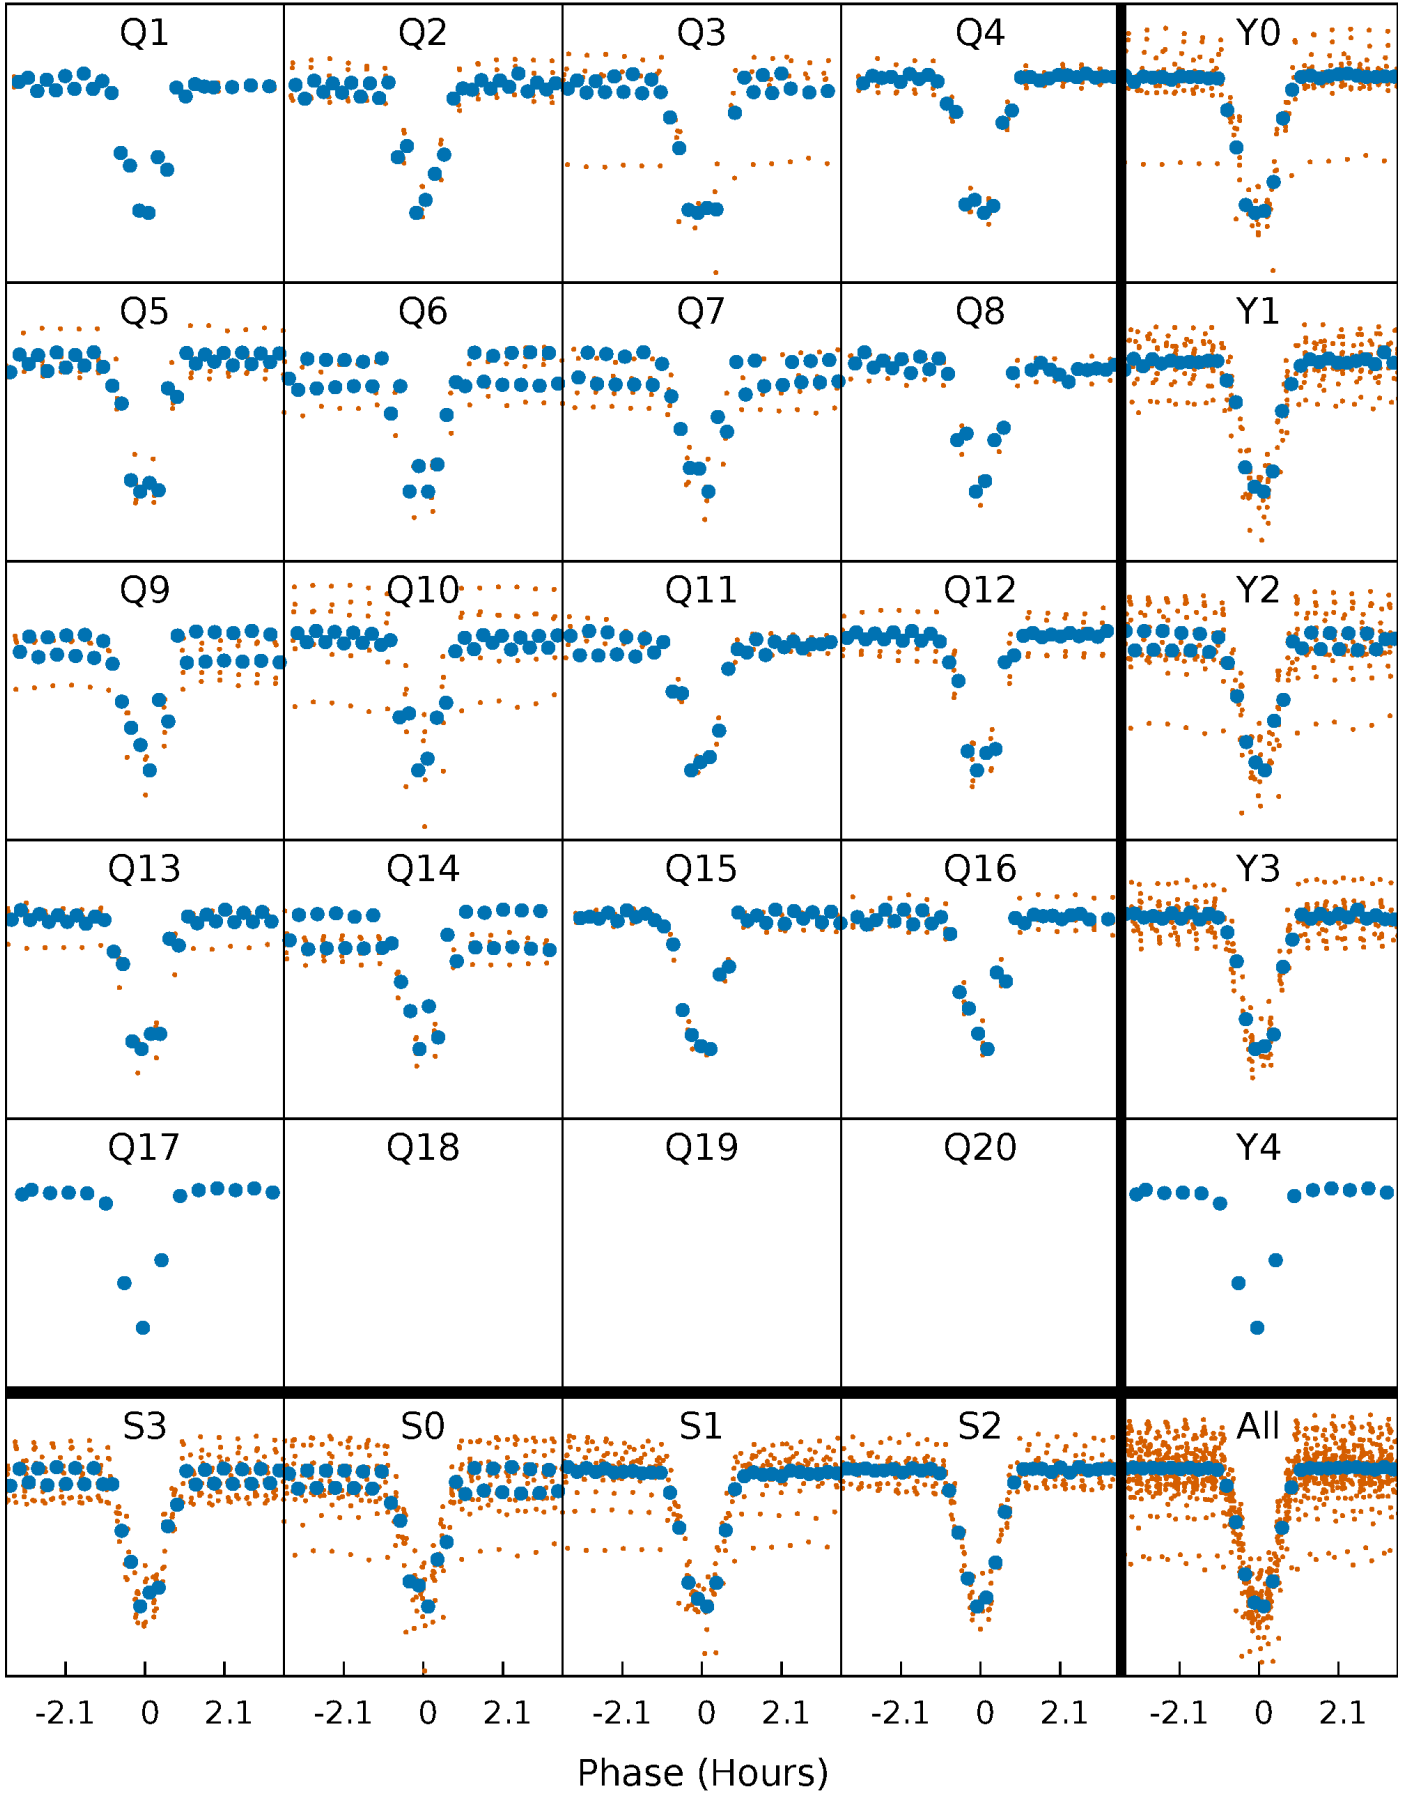 Q1 Q2 Q3 Q4 Y0
Q5 Q6 Q7 Q8 Y1
Q9 Q10 Q11 Q12 Y2
Q13 Q14 Q15 Q16 Y3
Q17 Q18 Q19 Q20 Y4
S3 S0 S1 S2 All
-2.1 0 2.1 -2.1 0 2.1 -2.1 0 2.1 -2.1 0 2.1 -2.1 0 2.1
Phase (Hours)